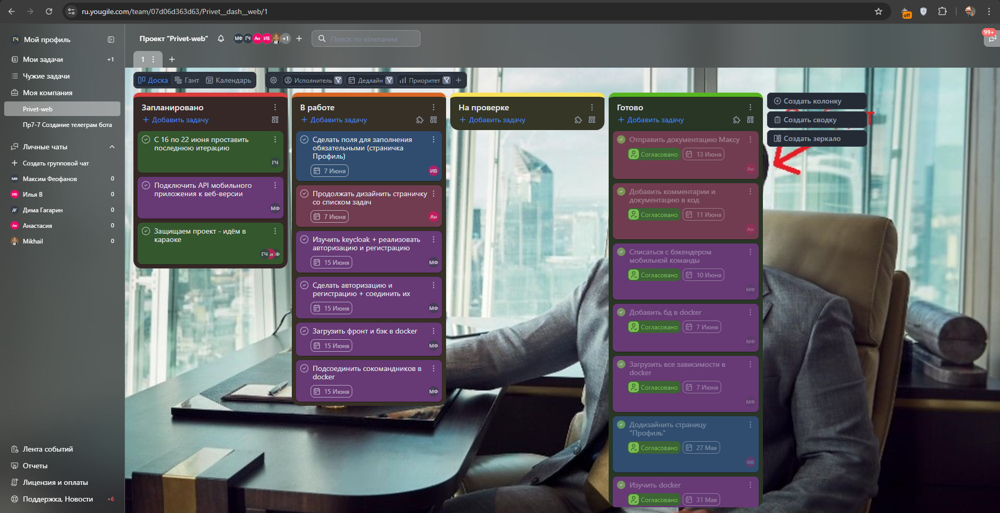 ru.yougile.com/team/07d06d363d63/Privet__dash__web/1
off
ГЧ Мой профиль
Мои задачи +1
Чужие задачи
Моя компания
Privet-web
Пр7-7 Создание телеграм бота
Личные чаты
Создать групповой чат
МФ Максим Феофанов 0
ИВ Илья В 0
ДГ Дима Гагарин 0
Ан Анастасия 0
Mikhail 0
Лента событий
Отчеты
Лицензия и оплаты
Поддержка, Новости +6
Проект "Privet-web" МФ ГЧ Ан ИВ +1 + Поиск по компании
99+
1
Доска Гант 31 Календарь Исполнитель Дедлайн Приоритет
Запланировано
+ Добавить задачу
С 16 по 22 июня проставить
последнюю итерацию
ГЧ
Подключить API мобильного
приложения к веб-версии
МФ
Защищаем проект - идём в
караоке
ГЧ
В работе
+ Добавить задачу
Сделать поля для заполнения
обязательными (страничка
Профиль)
7 Июня ИВ
Продолжать дизайнить страничку
со списком задач
7 Июня Ан
Изучить keycloak + реализовать
авторизацию и регистрацию
15 Июня МФ
Сделать авторизацию и
регистрацию + соединить их
15 Июня МФ
Загрузить фронт и бэк в docker
15 Июня МФ
Подсоединить сокомандников в
docker
15 Июня МФ
На проверке
+ Добавить задачу
Готово
+ Добавить задачу
Отправить документацию Максу
Согласовано 13 Июня
Ан
Добавить комментарии и
документацию в код
Согласовано 11 Июня
Ан
Списаться с бэкендером
мобильной команды
Согласовано 10 Июня
МФ
Добавить бд в docker
Согласовано 7 Июня
МФ
Загрузить все зависимости в
docker
Согласовано 7 Июня
МФ
Додизайнить страницу
"Профиль"
Согласовано 27 Мая
ИВ
Изучить docker
Согласовано 31 Мая
Создать колонку
Создать сводку
Создать зеркало